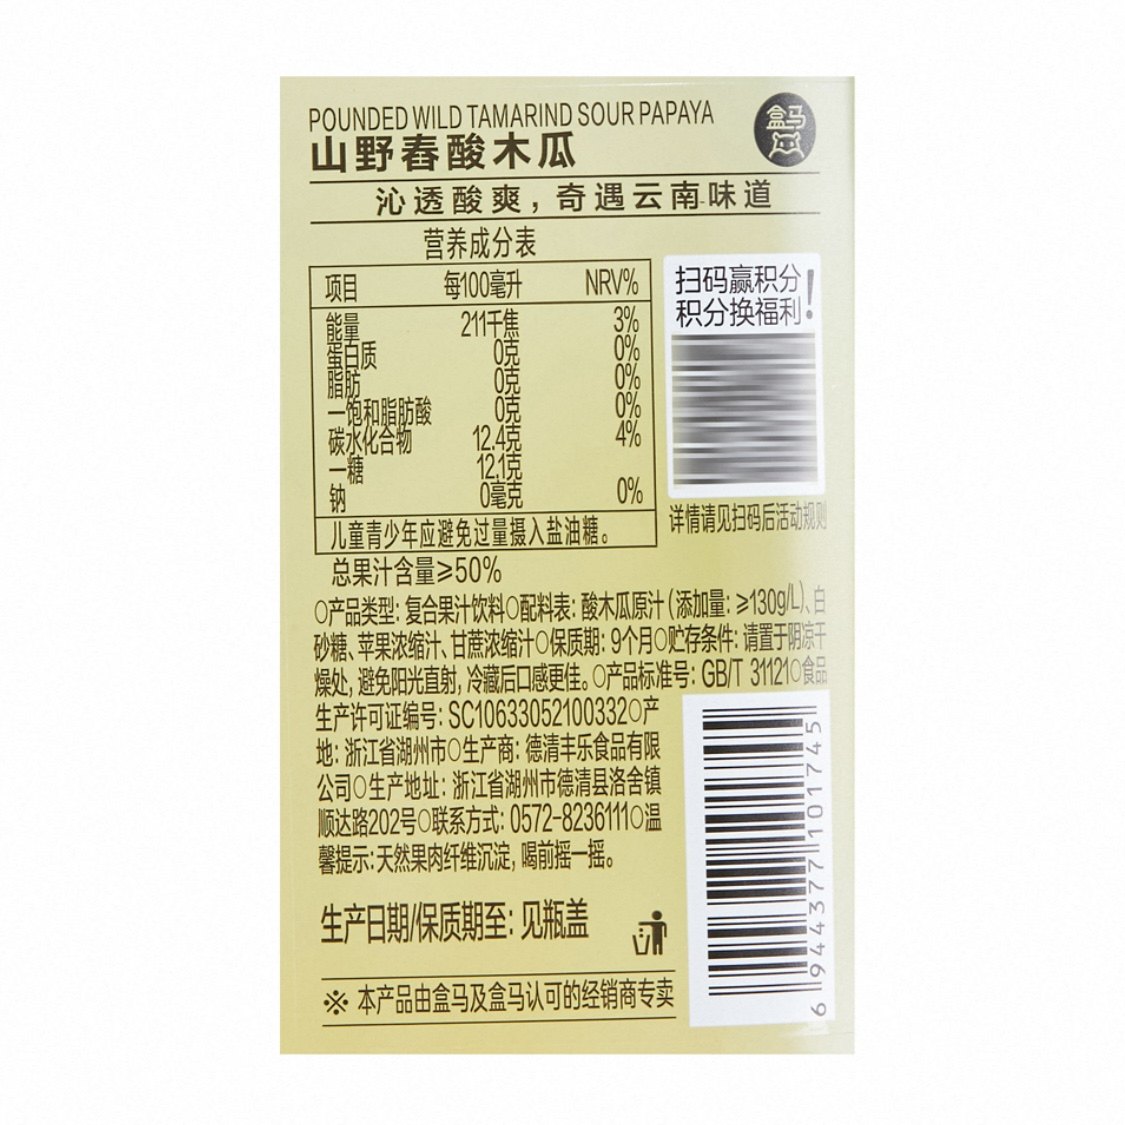 POUNDED WILD TAMARIND SOUR PAPAYA
盒马
山野舂酸木瓜
沁透酸爽，奇遇云南味道
营养成分表
项目 每100毫升 NRV%
能量 211千焦 3%
蛋白质 0克 0%
脂肪 0克 0%
—饱和脂肪酸 0克 0%
碳水化合物 12.4克 4%
—糖 12.1克
钠 0毫克 0%
儿童青少年应避免过量摄入盐油糖。
扫码赢积分
积分换福利！
详情请见扫码后活动规则
总果汁含量≥50%
○产品类型: 复合果汁饮料○配料表: 酸木瓜原汁 (添加量: ≥130g/L)、白
砂糖、苹果浓缩汁、甘蔗浓缩汁○保质期: 9个月○贮存条件: 请置于阴凉干
燥处, 避免阳光直射, 冷藏后口感更佳。○产品标准号: GB/T 31121○食品
生产许可证编号: SC10633052100332○产
地: 浙江省湖州市○生产商: 德清丰乐食品有限
公司○生产地址: 浙江省湖州市德清县洛舍镇
顺达路202号○联系方式: 0572-8236111○温
馨提示:天然果肉纤维沉淀, 喝前摇一摇。
生产日期/保质期至: 见瓶盖
※ 本产品由盒马及盒马认可的经销商专卖
6 944377 101745